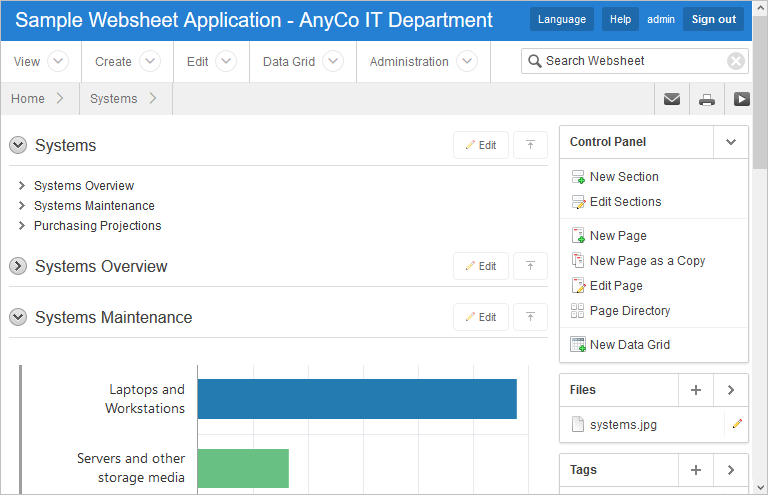 Sample Websheet Application - AnyCo IT Department
Language Help admin Sign out
View Create Edit Data Grid Administration Search Websheet
Home Systems
Systems
Edit
Systems Overview
Systems Maintenance
Purchasing Projections
Systems Overview
Edit
Systems Maintenance
Edit
Laptops and
Workstations
Servers and other
storage media
Control Panel
New Section
Edit Sections
New Page
New Page as a Copy
Edit Page
Page Directory
New Data Grid
Files
systems.jpg
Tags